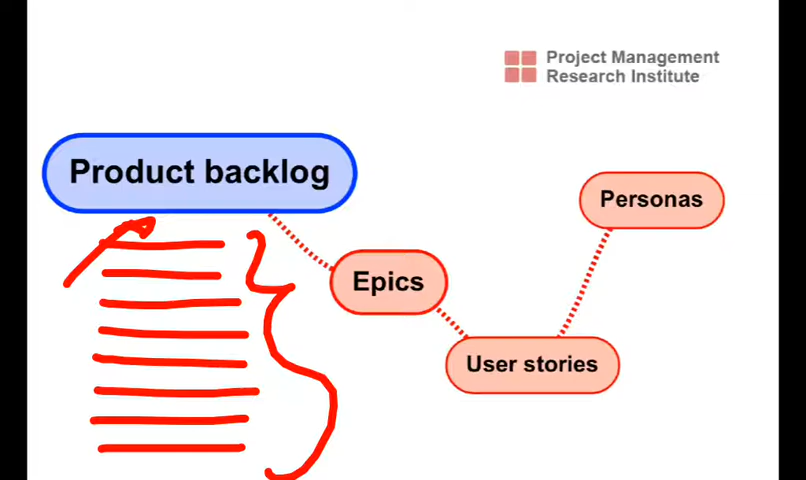 Project Management
Research Institute
Product backlog
Personas
Epics
User stories